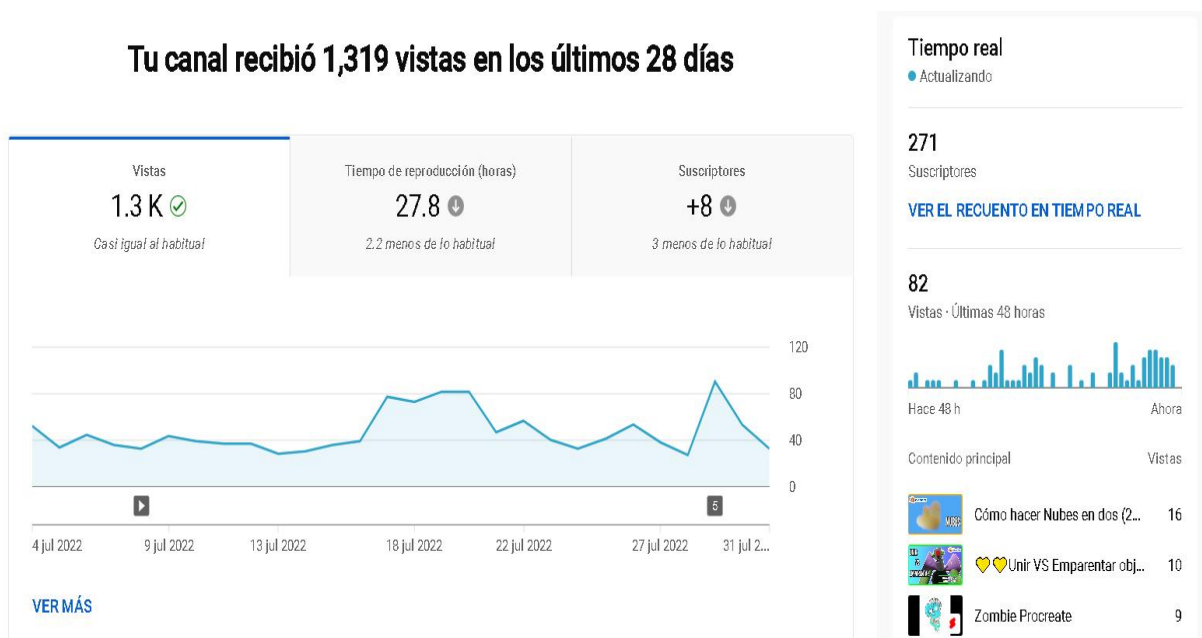 Tu canal recibió 1,319 vistas en los últimos 28 días
Vistas
1.3 K
Casi igual al habitual
Tiempo de reproducción (horas)
27.8
2.2 menos de lo habitual
Suscriptores
+8
3 menos de lo habitual
120
80
40
0
5
4 jul 2022
9 jul 2022
13 jul 2022
18 jul 2022
22 jul 2022
27 jul 2022
31 jul 2...
VER MÁS
Tiempo real
Actualizando
271
Suscriptores
VER EL RECUENTO EN TIEMPO REAL
82
Vistas · Últimas 48 horas
Hace 48 h
Ahora
Contenido principal
Vistas
NUBES
Cómo hacer Nubes en dos (2...
16
💛💛Unir VS Emparentar obj...
10
Zombie Procreate
9